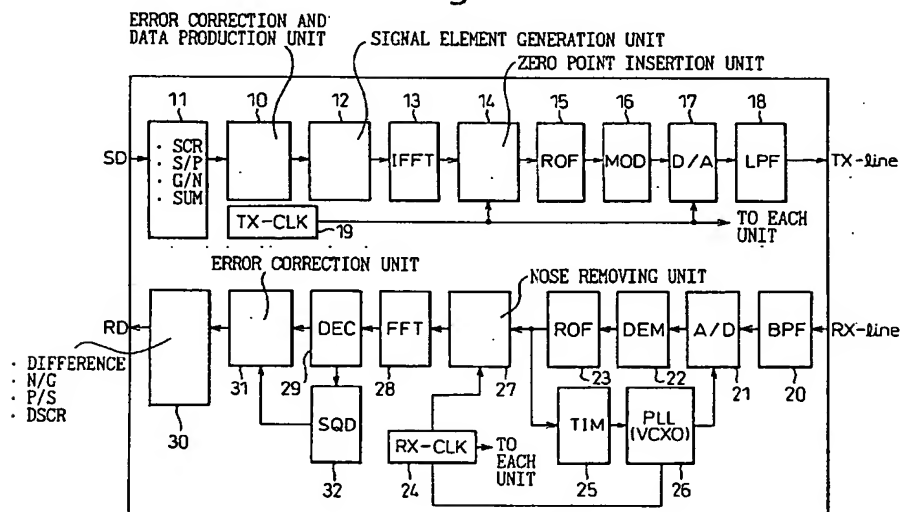 ERROR CORRECTION AND
DATA PRODUCTION UNIT
SIGNAL ELEMENT GENERATION UNIT
ZERO POINT INSERTION UNIT
11 10 12 13 14 15 16 17 18
SD
· SCR
· S/P
· G/N
· SUM
IFFT
ROF
MOD
D/A
LPF
TX-line
TX-CLK
19
TO EACH
UNIT
ERROR CORRECTION UNIT
NOSE REMOVING UNIT
RD
DEC
FFT
ROF
DEM
A/D
BPF
RX-line
· DIFFERENCE
· N/G
· P/S
· DSCR
30
31
29
28
27
23
22
21
20
SQD
32
RX-CLK
24
TO
EACH
UNIT
TIM
25
PLL
(VCXO)
26